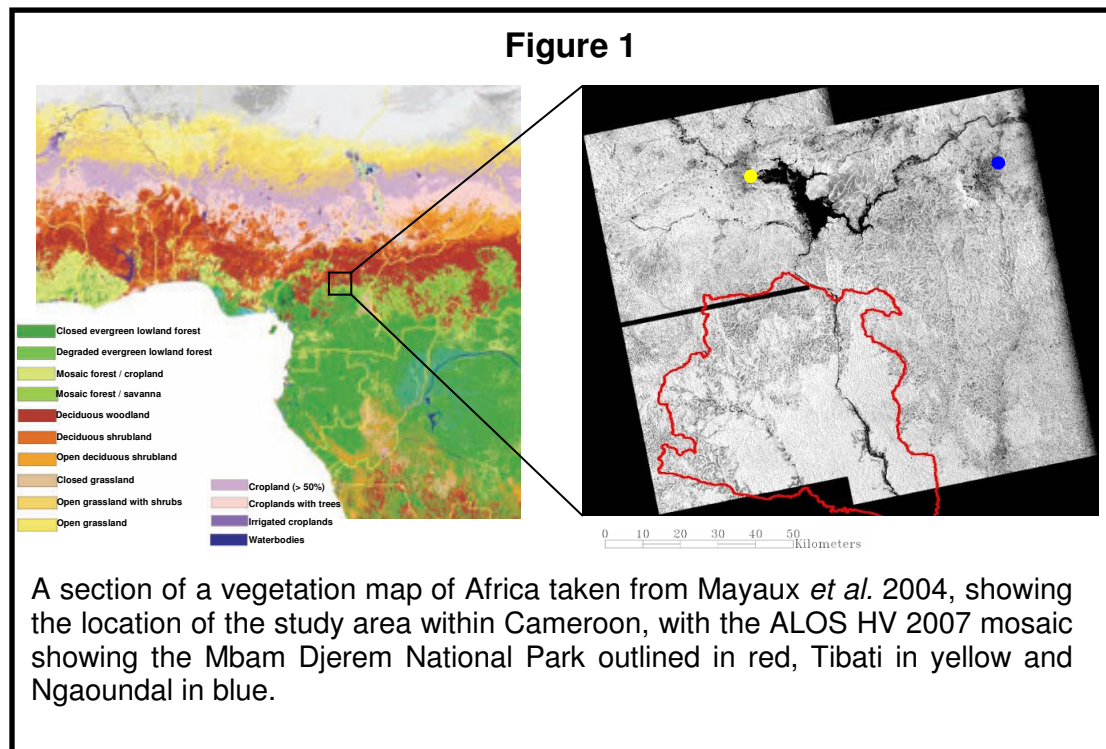 Figure 1
Closed evergreen lowland forest
Degraded evergreen lowland forest
Mosaic forest / cropland
Mosaic forest / savanna
Deciduous woodland
Deciduous shrubland
Open deciduous shrubland
Closed grassland
Open grassland with shrubs
Open grassland
Cropland (> 50%)
Croplands with trees
Irrigated croplands
Waterbodies
0 10 20 30 40 50
Kilometers
A section of a vegetation map of Africa taken from Mayaux et al. 2004, showing
the location of the study area within Cameroon, with the ALOS HV 2007 mosaic
showing the Mbam Djerem National Park outlined in red, Tibati in yellow and
Ngaoundal in blue.